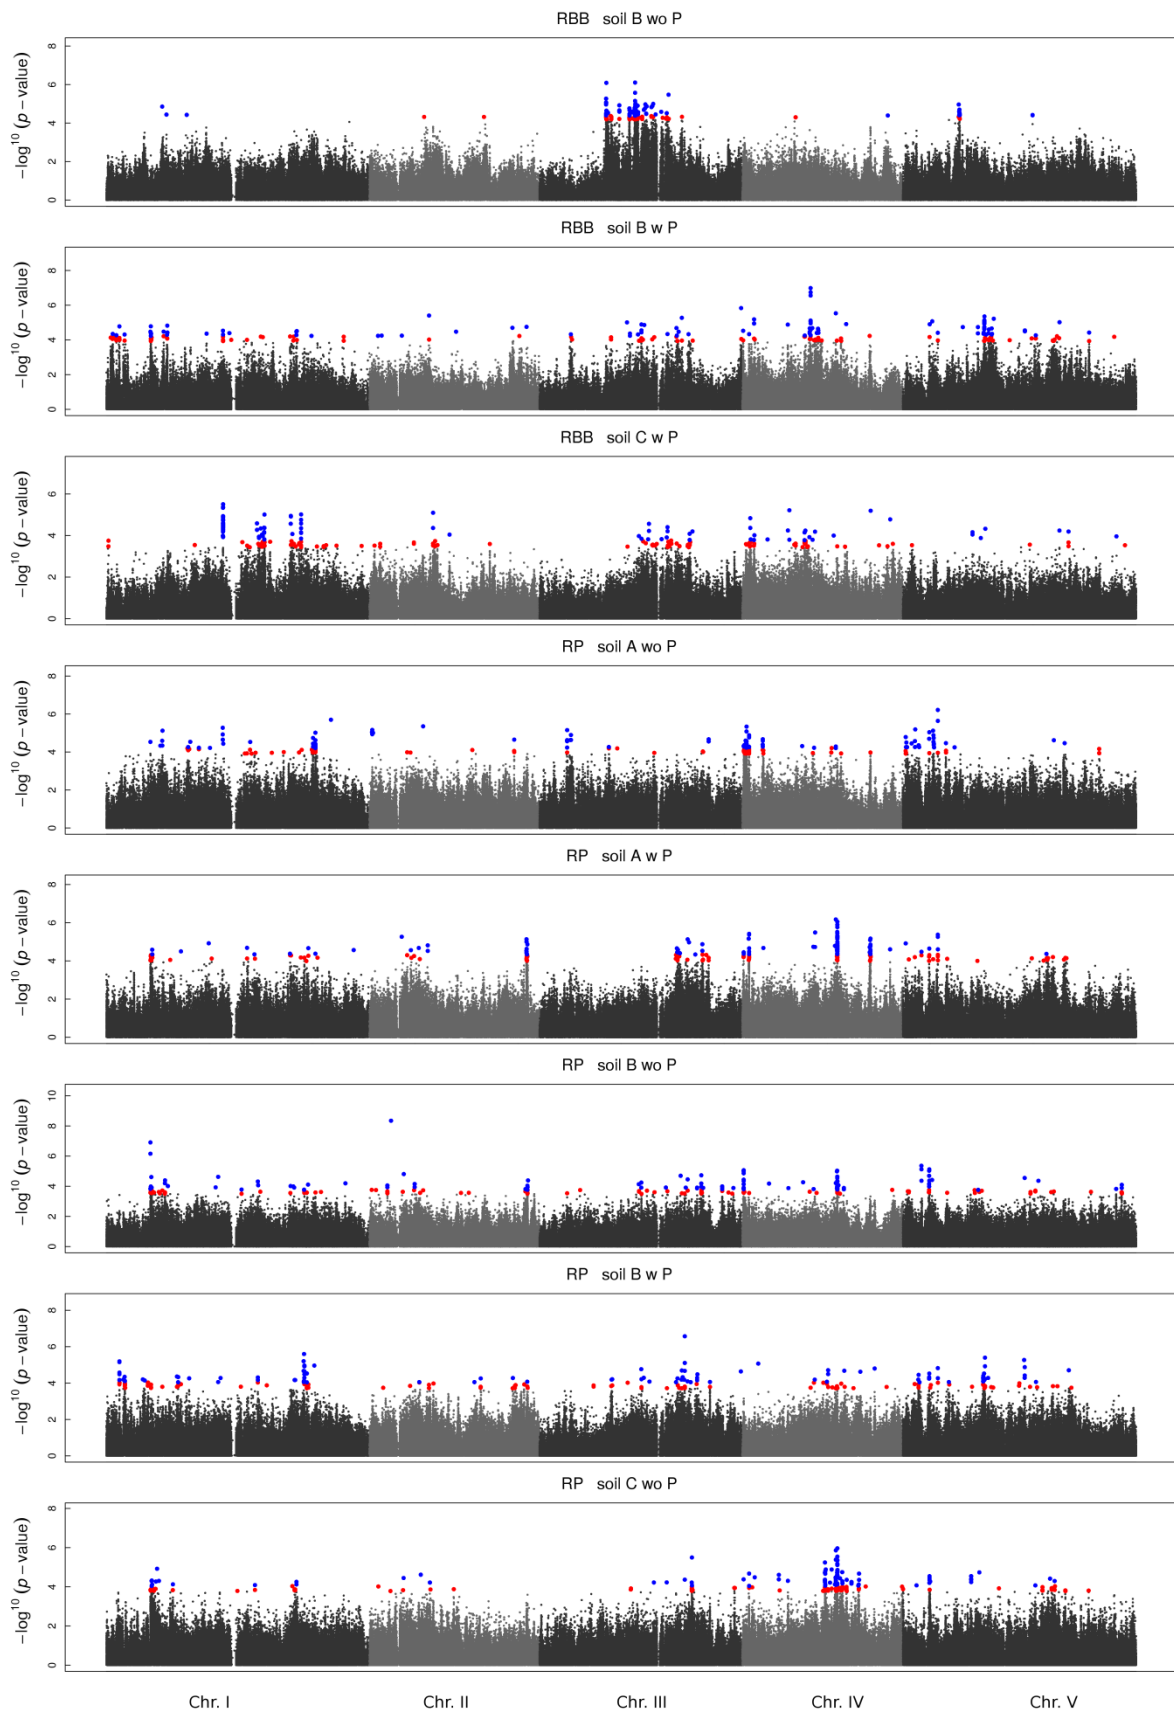 RBB soil B wo P
8
6
4
2
0
−log10 (p − value)
RBB soil B w P
8
6
4
2
0
−log10 (p − value)
RBB soil C w P
6
4
2
0
−log10 (p − value)
RP soil A wo P
8
6
4
2
0
−log10 (p − value)
RP soil A w P
8
6
4
2
0
−log10 (p − value)
RP soil B wo P
10
8
6
4
2
0
−log10 (p − value)
RP soil B w P
8
6
4
2
0
−log10 (p − value)
RP soil C wo P
8
6
4
2
0
−log10 (p − value)
Chr. I Chr. II Chr. III Chr. IV Chr. V